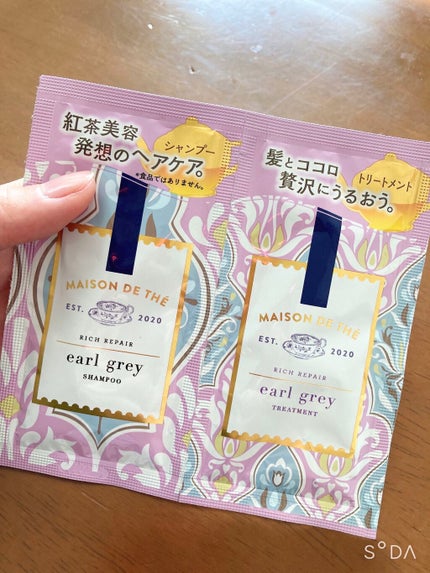 紅茶美容
発想のヘアケア。
シャンプー
*食品ではありません。
MAISON DE THÉ
EST. 2020
RICH REPAIR
earl grey
SHAMPOO
髪とココロ
贅沢にうるおう。
トリートメント
MAISON DE THÉ
EST. 2020
RICH REPAIR
earl grey
TREATMENT
SODA